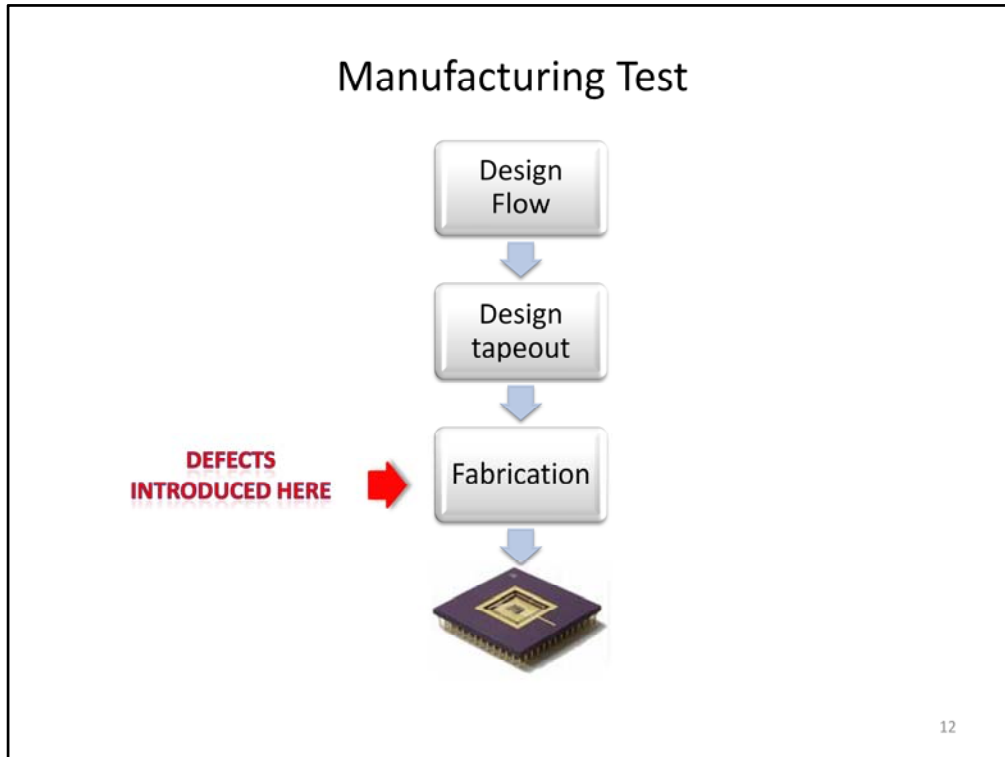 Manufacturing Test
Design
Flow
Design
tapeout
DEFECTS
INTRODUCED HERE
Fabrication
12